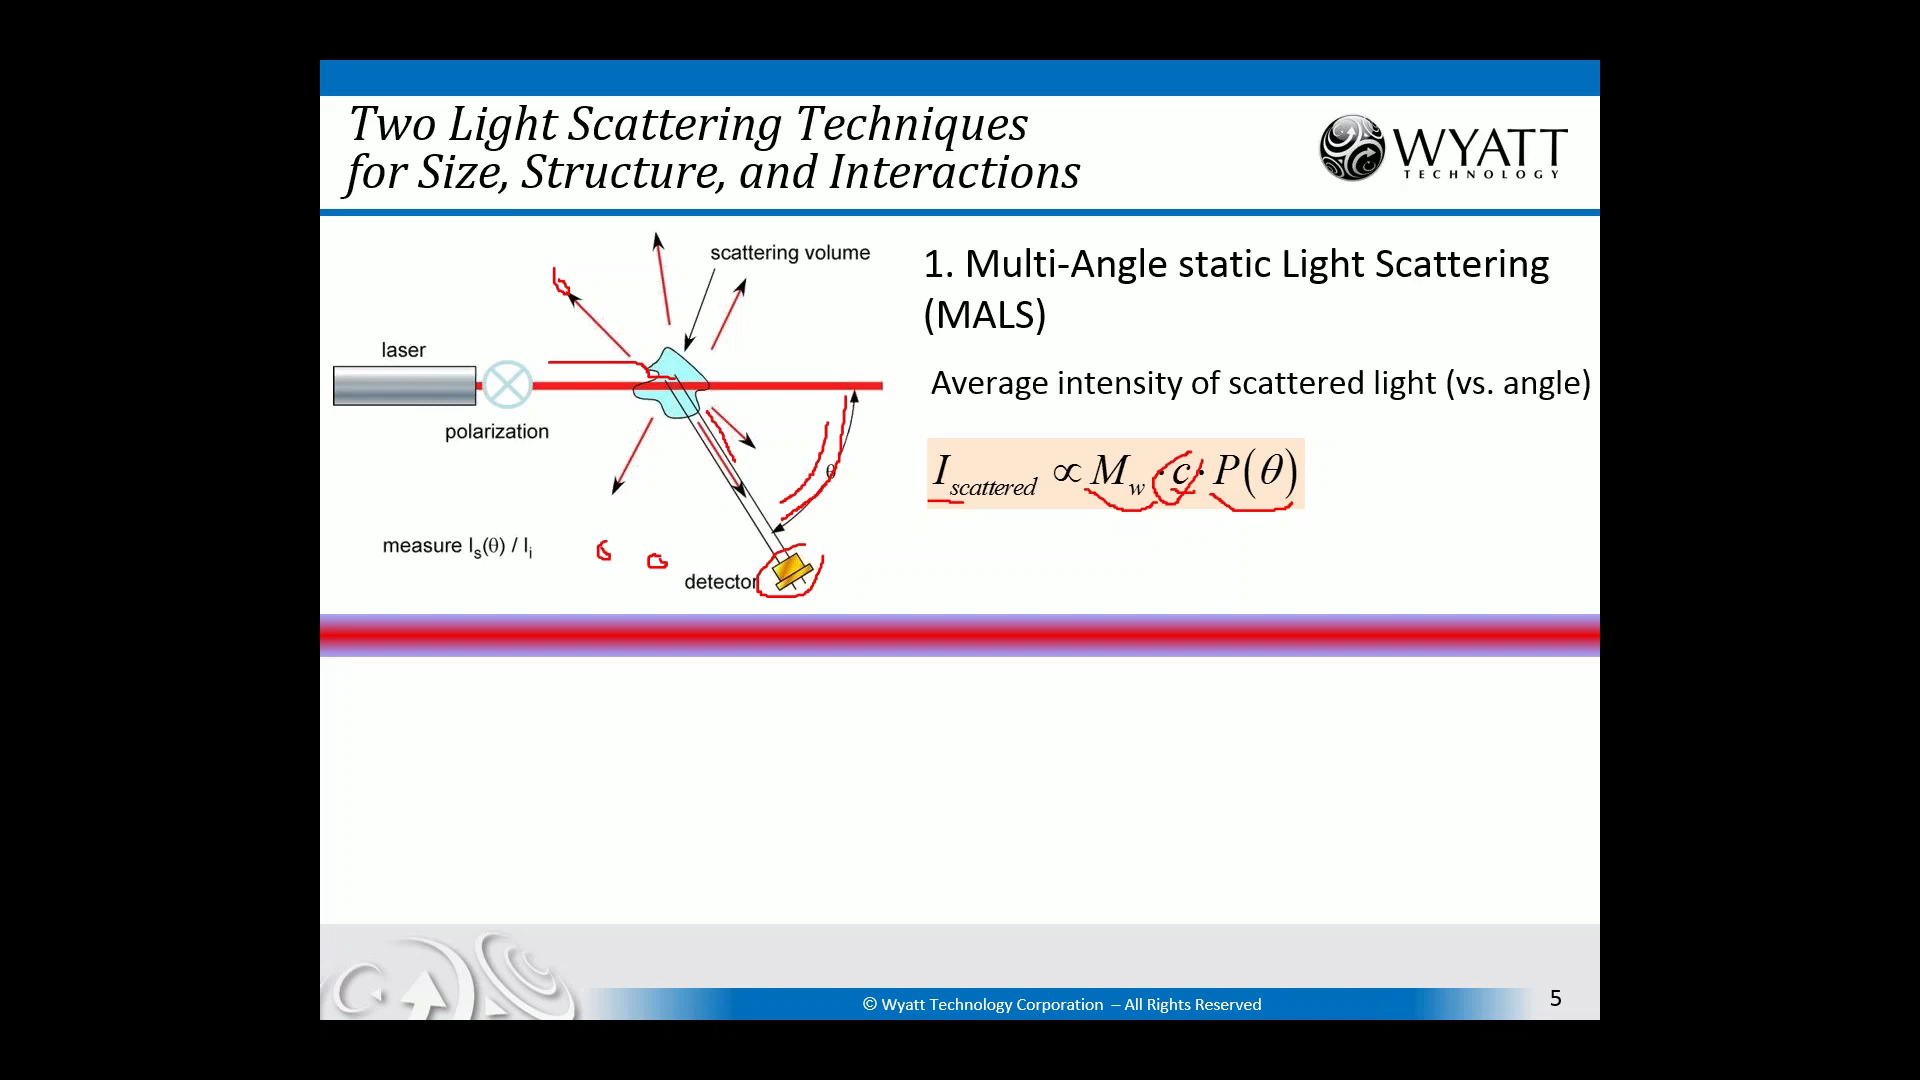 Two Light Scattering Techniques
for Size, Structure, and Interactions
WYATT
TECHNOLOGY
scattering volume
laser
polarization
θ
measure Is(θ) / Ii
detector
1. Multi-Angle static Light Scattering
(MALS)
Average intensity of scattered light (vs. angle)
I_scattered ∝ M_w · c · P(θ)
© Wyatt Technology Corporation – All Rights Reserved
5